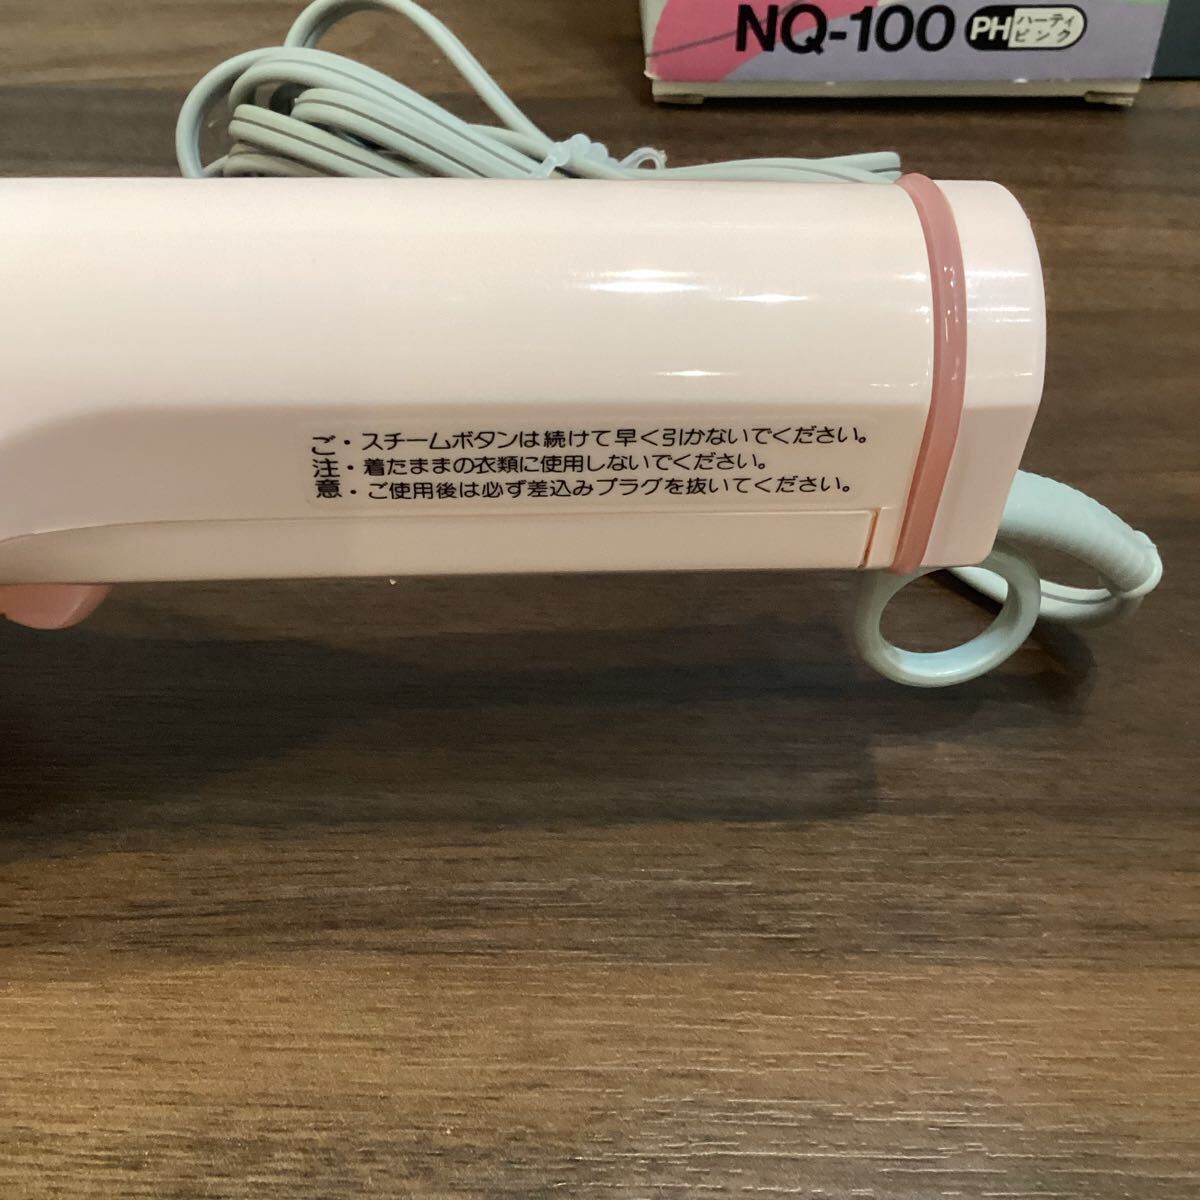 NQ-100 PH ハーティ
ピンク
ご・スチームボタンは続けて早く引かないでください。
注・着たままの衣類に使用しないでください。
意・ご使用後は必ず差込みプラグを抜いてください。